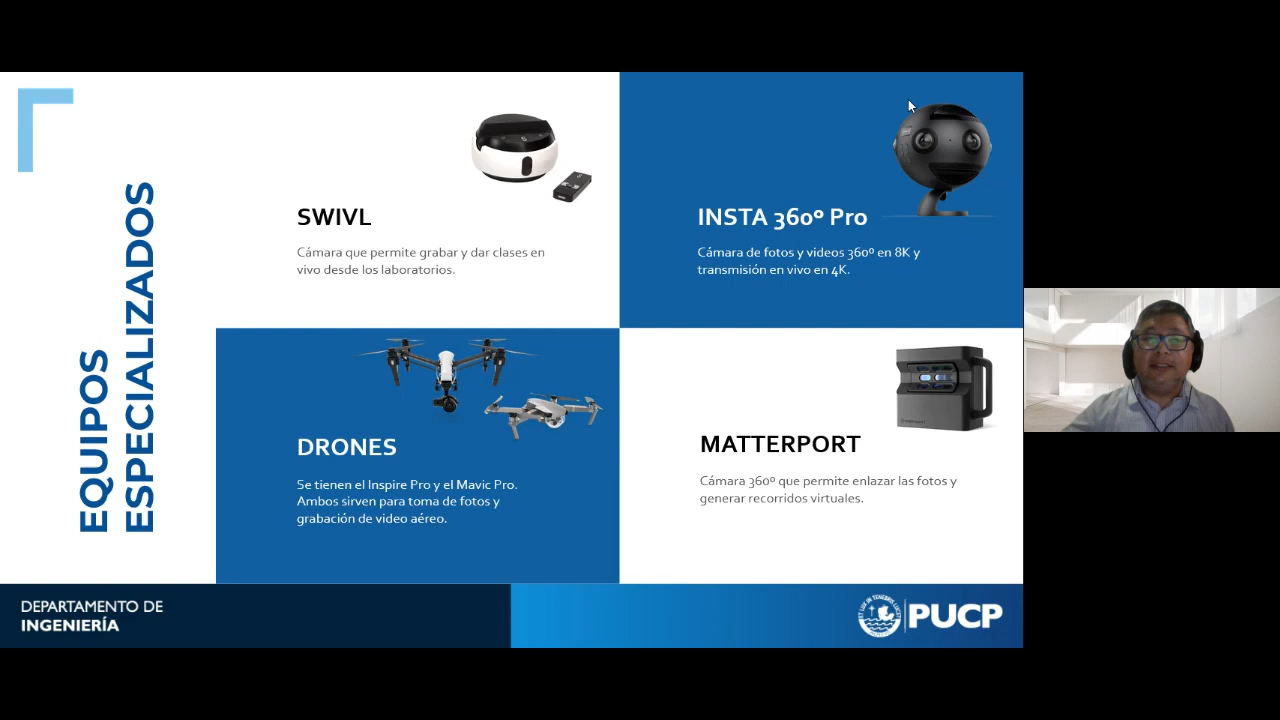 EQUIPOS
ESPECIALIZADOS
SWIVL
Cámara que permite grabar y dar clases en
vivo desde los laboratorios.
INSTA 360º Pro
Cámara de fotos y videos 360º en 8K y
transmisión en vivo en 4K.
DRONES
Se tienen el Inspire Pro y el Mavic Pro.
Ambos sirven para toma de fotos y
grabación de video aéreo.
MATTERPORT
Cámara 360º que permite enlazar las fotos y
generar recorridos virtuales.
DEPARTAMENTO DE
INGENIERÍA
PUCP